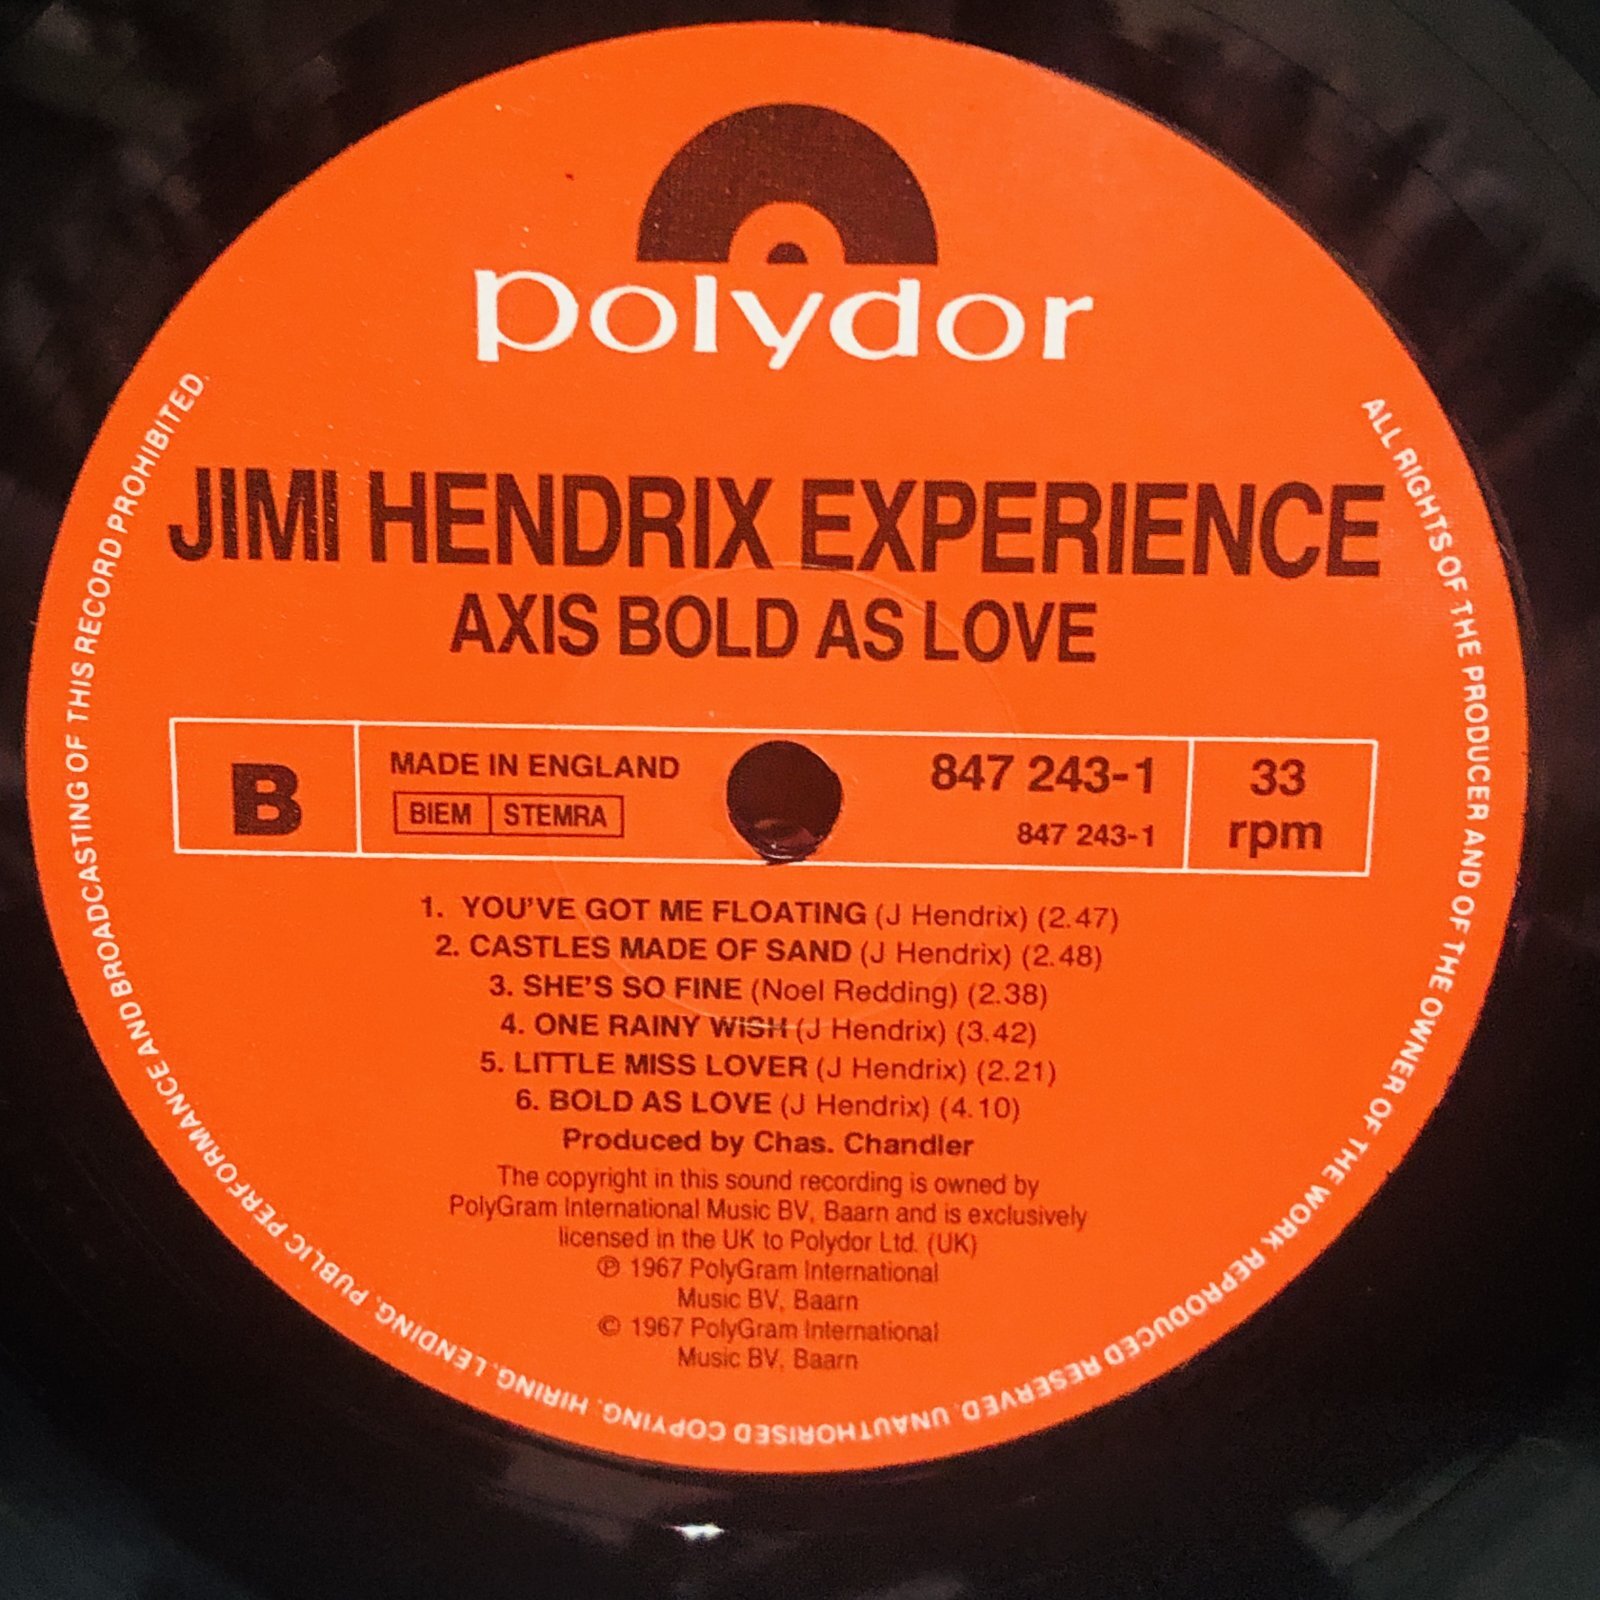 polydor
JIMI HENDRIX EXPERIENCE
AXIS BOLD AS LOVE
B
MADE IN ENGLAND
BIEM STEMRA
847 243-1
847 243-1
33
rpm
1. YOU'VE GOT ME FLOATING (J Hendrix) (2.47)
2. CASTLES MADE OF SAND (J Hendrix) (2.48)
3. SHE'S SO FINE (Noel Redding) (2.38)
4. ONE RAINY WISH (J Hendrix) (3.42)
5. LITTLE MISS LOVER (J Hendrix) (2.21)
6. BOLD AS LOVE (J Hendrix) (4.10)
Produced by Chas. Chandler
The copyright in this sound recording is owned by
PolyGram International Music BV, Baarn and is exclusively
licensed in the UK to Polydor Ltd. (UK)
℗ 1967 PolyGram International
Music BV, Baarn
© 1967 PolyGram International
Music BV, Baarn
ALL RIGHTS OF THE PRODUCER AND OF THE OWNER OF THE WORK REPRODUCED RESERVED. UNAUTHORISED COPYING, HIRING, LENDING, PUBLIC PERFORMANCE AND BROADCASTING OF THIS RECORD PROHIBITED.